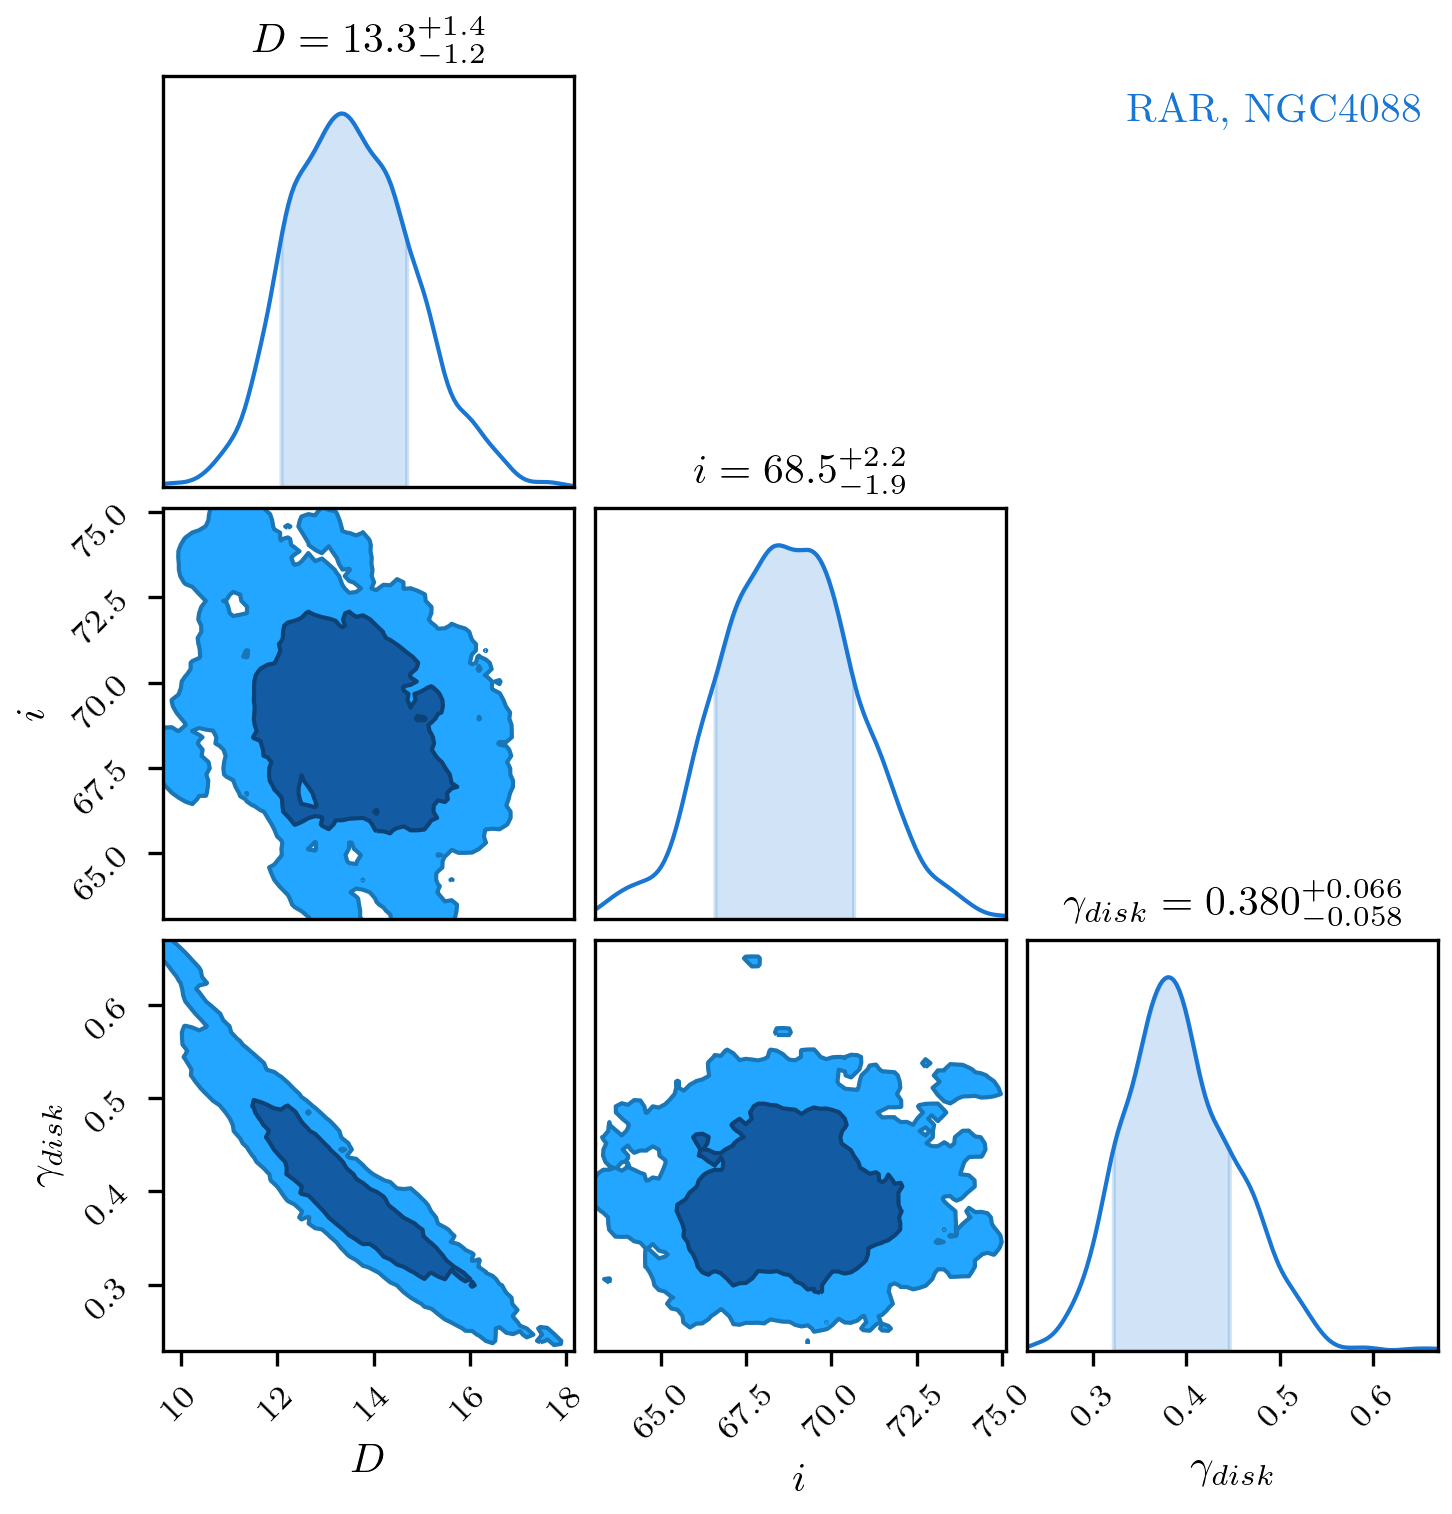 D = 13.3^{+1.4}_{-1.2}
RAR, NGC4088
i = 68.5^{+2.2}_{-1.9}
75.0
72.5
70.0
67.5
65.0
i
γ_{disk} = 0.380^{+0.066}_{-0.058}
0.6
0.5
0.4
0.3
γ_{disk}
10 12 14 16 18
65.0 67.5 70.0 72.5 75.0
0.3 0.4 0.5 0.6
D
i
γ_{disk}